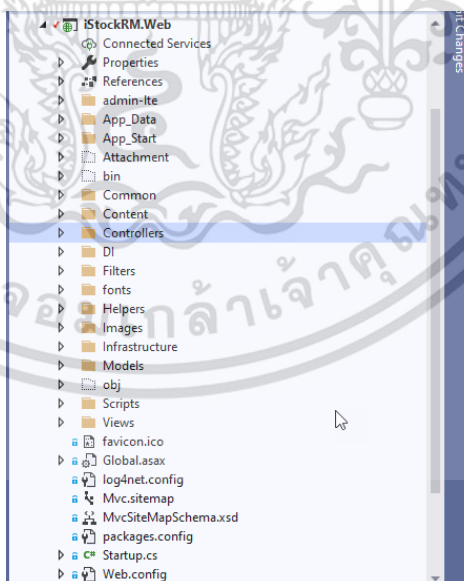 iStockRM.Web
Connected Services
Properties
References
admin-lte
App_Data
App_Start
Attachment
bin
Common
Content
Controllers
DI
Filters
fonts
Helpers
Images
Infrastructure
Models
obj
Scripts
Views
favicon.ico
Global.asax
log4net.config
Mvc.sitemap
MvcSiteMapSchema.xsd
packages.config
C# Startup.cs
Web.config
Changes